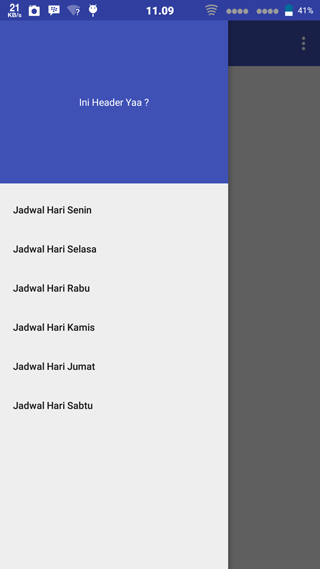 21
KB/s
11.09
41%
Ini Header Yaa ?
Jadwal Hari Senin
Jadwal Hari Selasa
Jadwal Hari Rabu
Jadwal Hari Kamis
Jadwal Hari Jumat
Jadwal Hari Sabtu